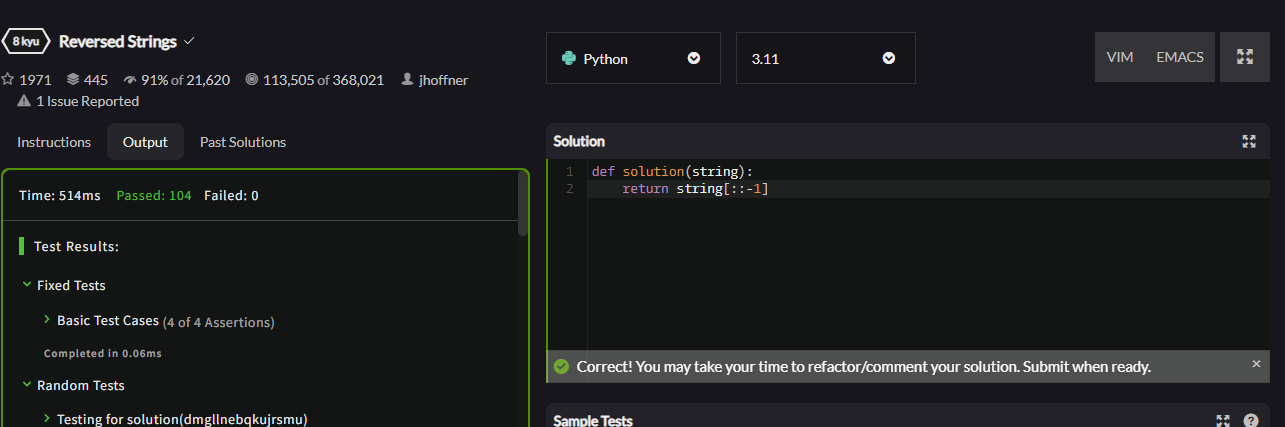 8 kyu Reversed Strings
1971 445 91% of 21,620 113,505 of 368,021 jhoffner
1 Issue Reported
Instructions Output Past Solutions
Time: 514ms Passed: 104 Failed: 0
Test Results:
Fixed Tests
Basic Test Cases (4 of 4 Assertions)
Completed in 0.06ms
Random Tests
Testing for solution(dmgllnebqkujrsmu)
Python 3.11 VIM EMACS
Solution
1 def solution(string):
2 return string[::-1]
Correct! You may take your time to refactor/comment your solution. Submit when ready.
Sample Tests